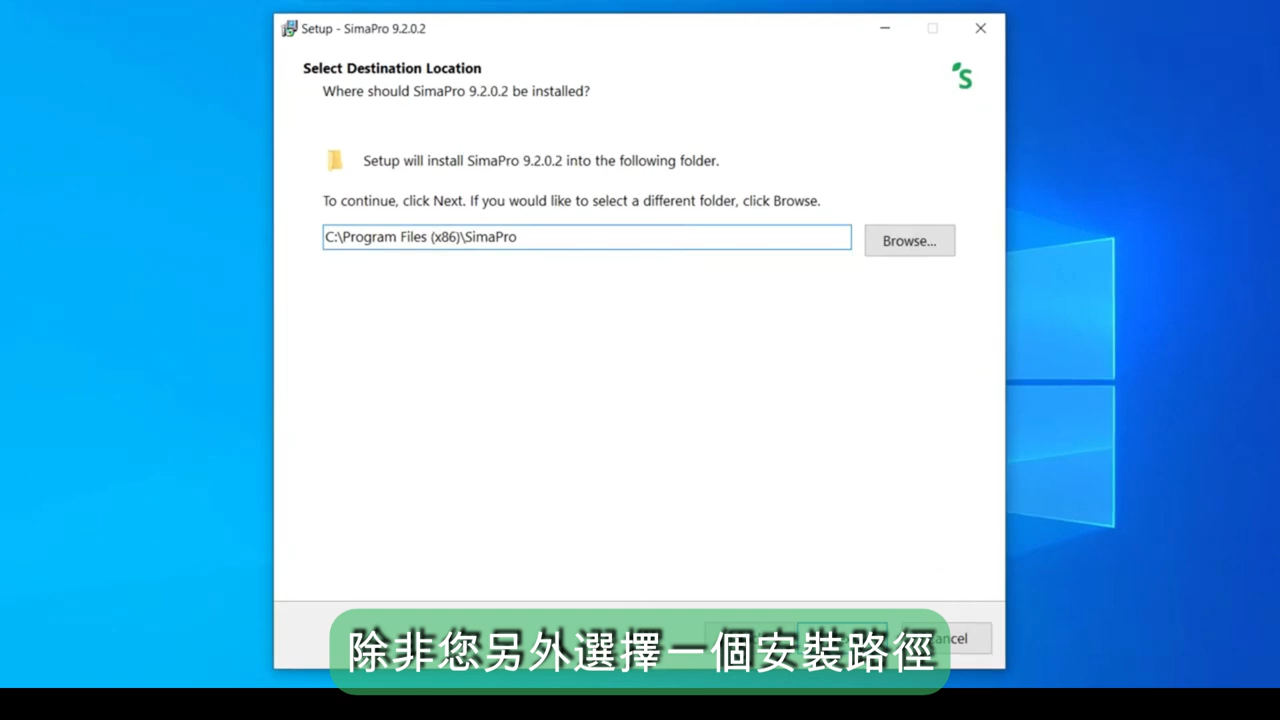 Setup - SimaPro 9.2.0.2
Select Destination Location
Where should SimaPro 9.2.0.2 be installed?
S
Setup will install SimaPro 9.2.0.2 into the following folder.
To continue, click Next. If you would like to select a different folder, click Browse.
C:\Program Files (x86)\SimaPro
Browse...
除非您另外選擇一個安裝路徑